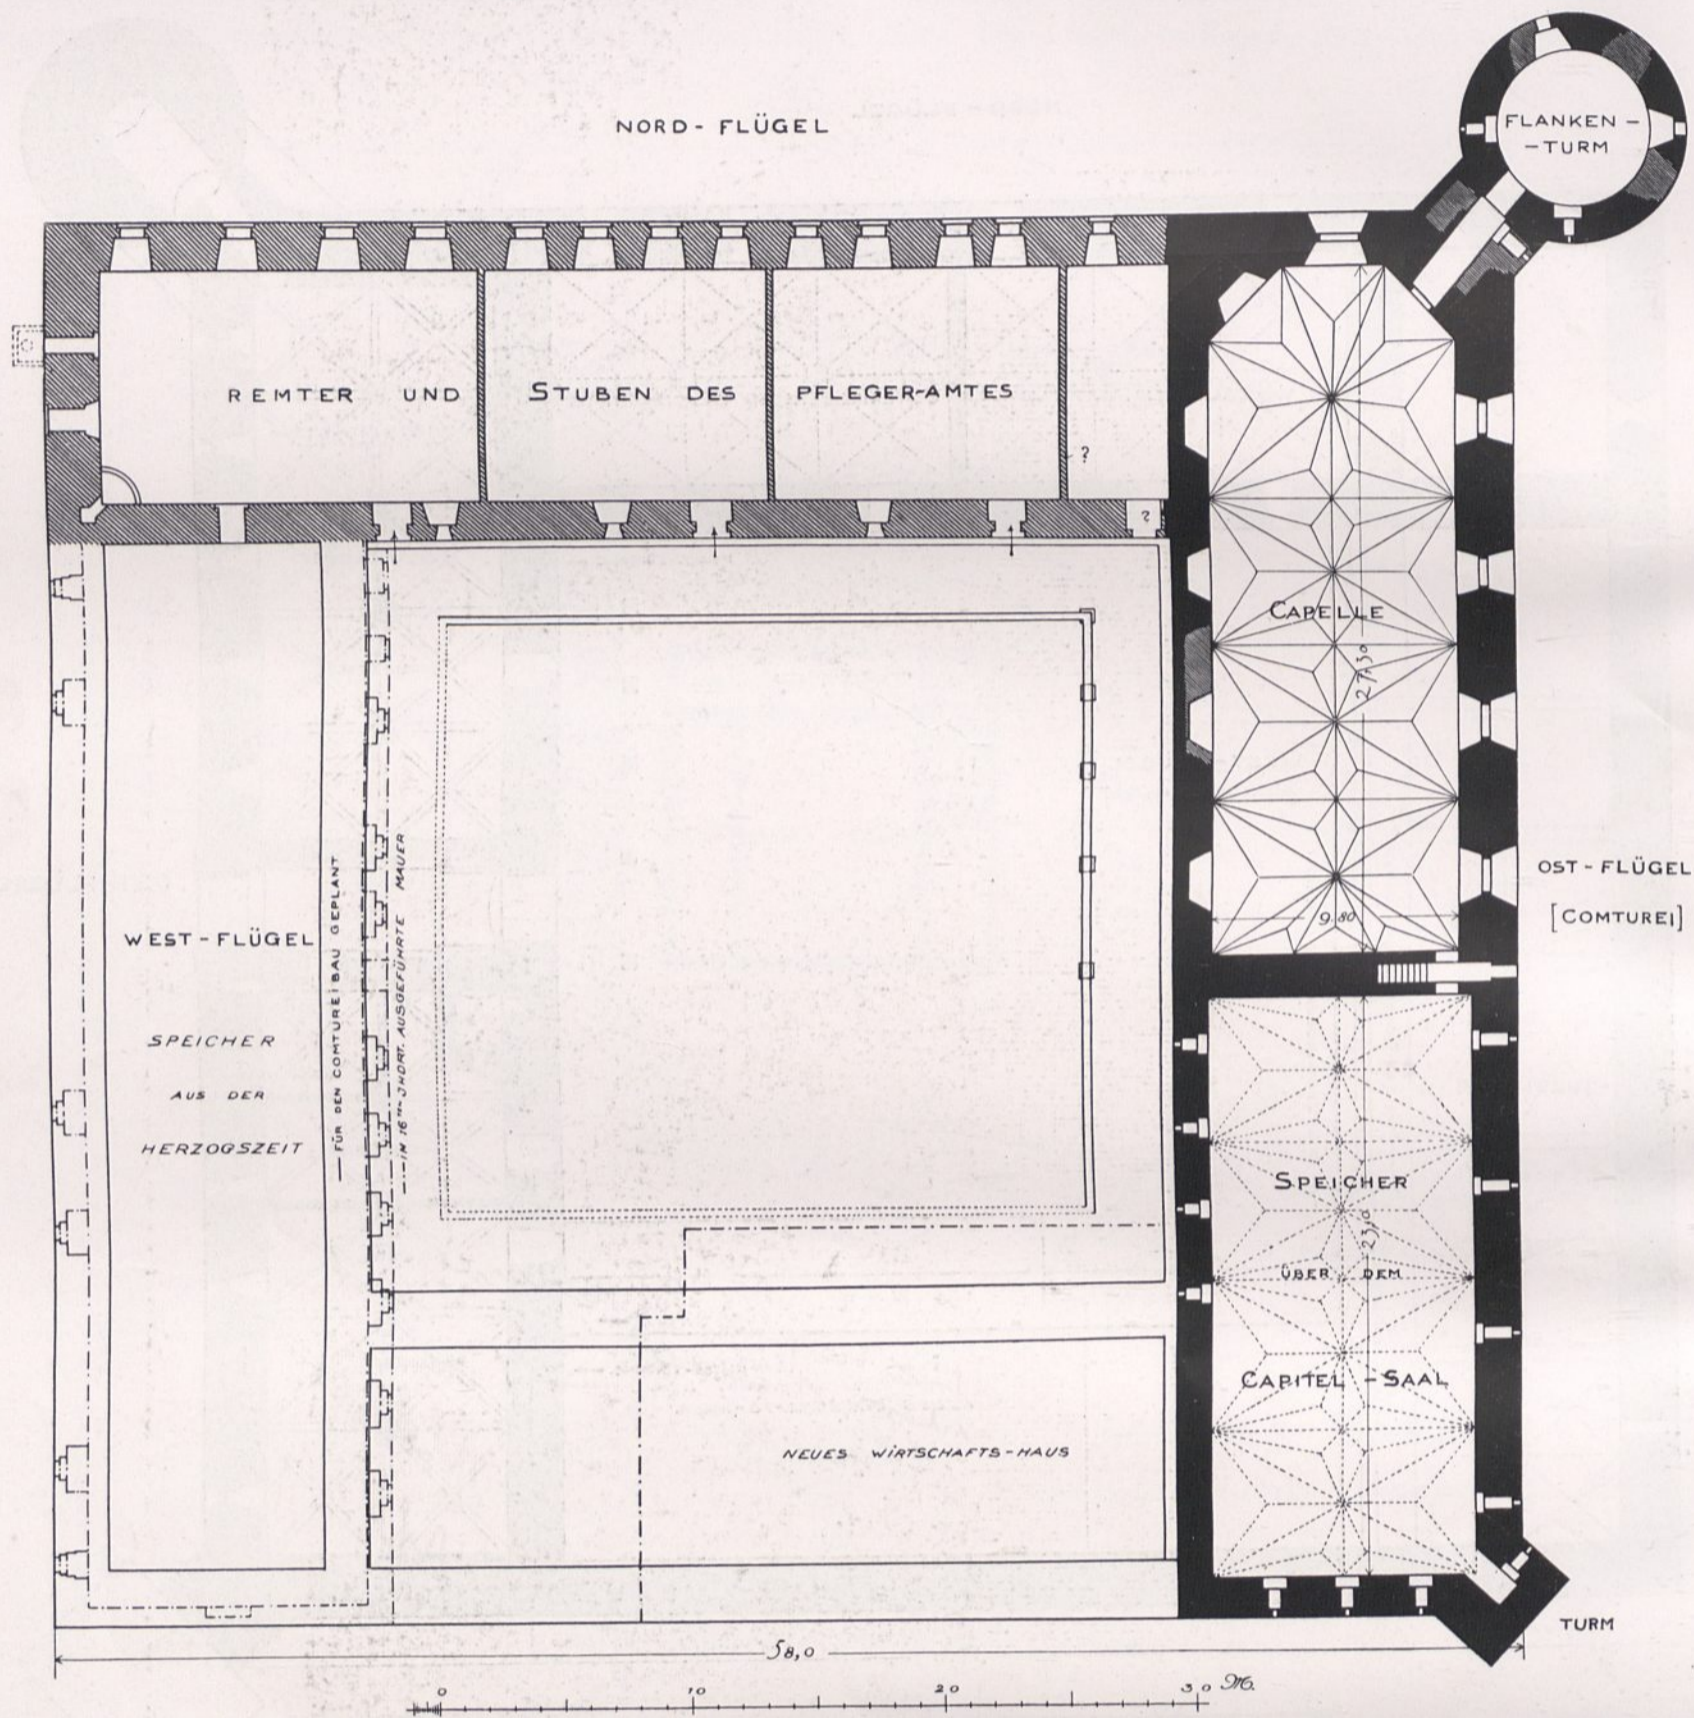 NORD - FLÜGEL
FLANKEN -
- TURM
REMTER UND STUBEN DES PFLEGER-AMTES
?
?
CAPELLE
27,30
9.80
OST - FLÜGEL
[COMTUREI]
WEST - FLÜGEL
SPEICHER
AUS DER
HERZOGSZEIT
— FÜR DEN COMTUREIBAU GEPLANT
IN 16ten JHDRT. AUSGEFÜHRTE MAUER
SPEICHER
ÜBER DEM
CAPITEL - SAAL
23,0
NEUES WIRTSCHAFTS - HAUS
TURM
58,0
0 10 20 30 M.